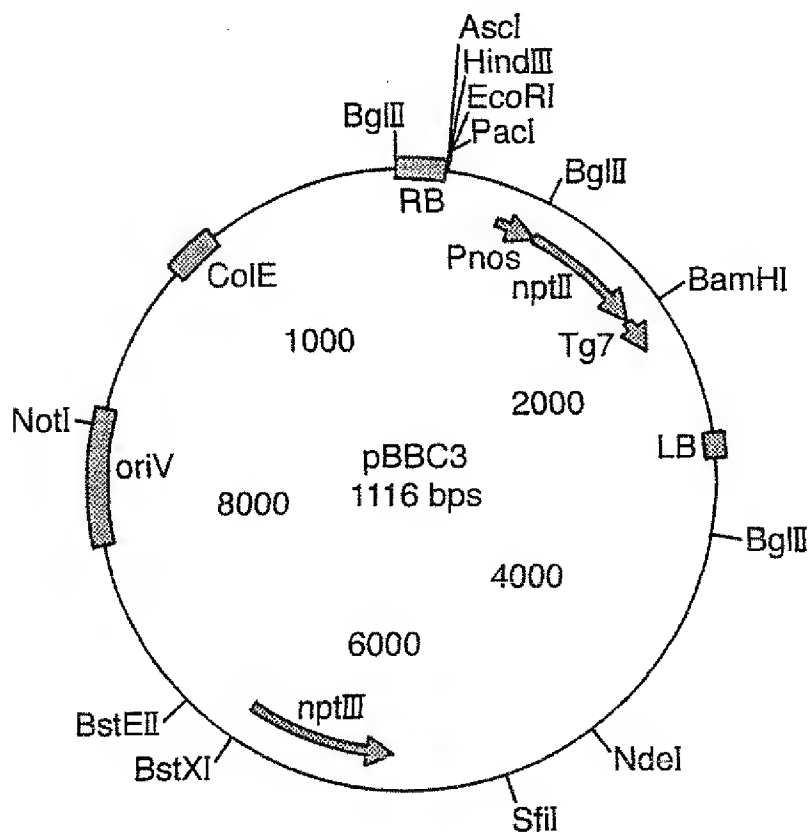 AscI
HindIII
EcoRI
PacI
BglII
RB
BglII
Pnos
nptII
Tg7
BamHI
ColE
1000
2000
NotI
oriV
LB
pBBC3
1116 bps
8000
BglII
4000
6000
nptIII
BstEII
BstXI
NdeI
SfiI